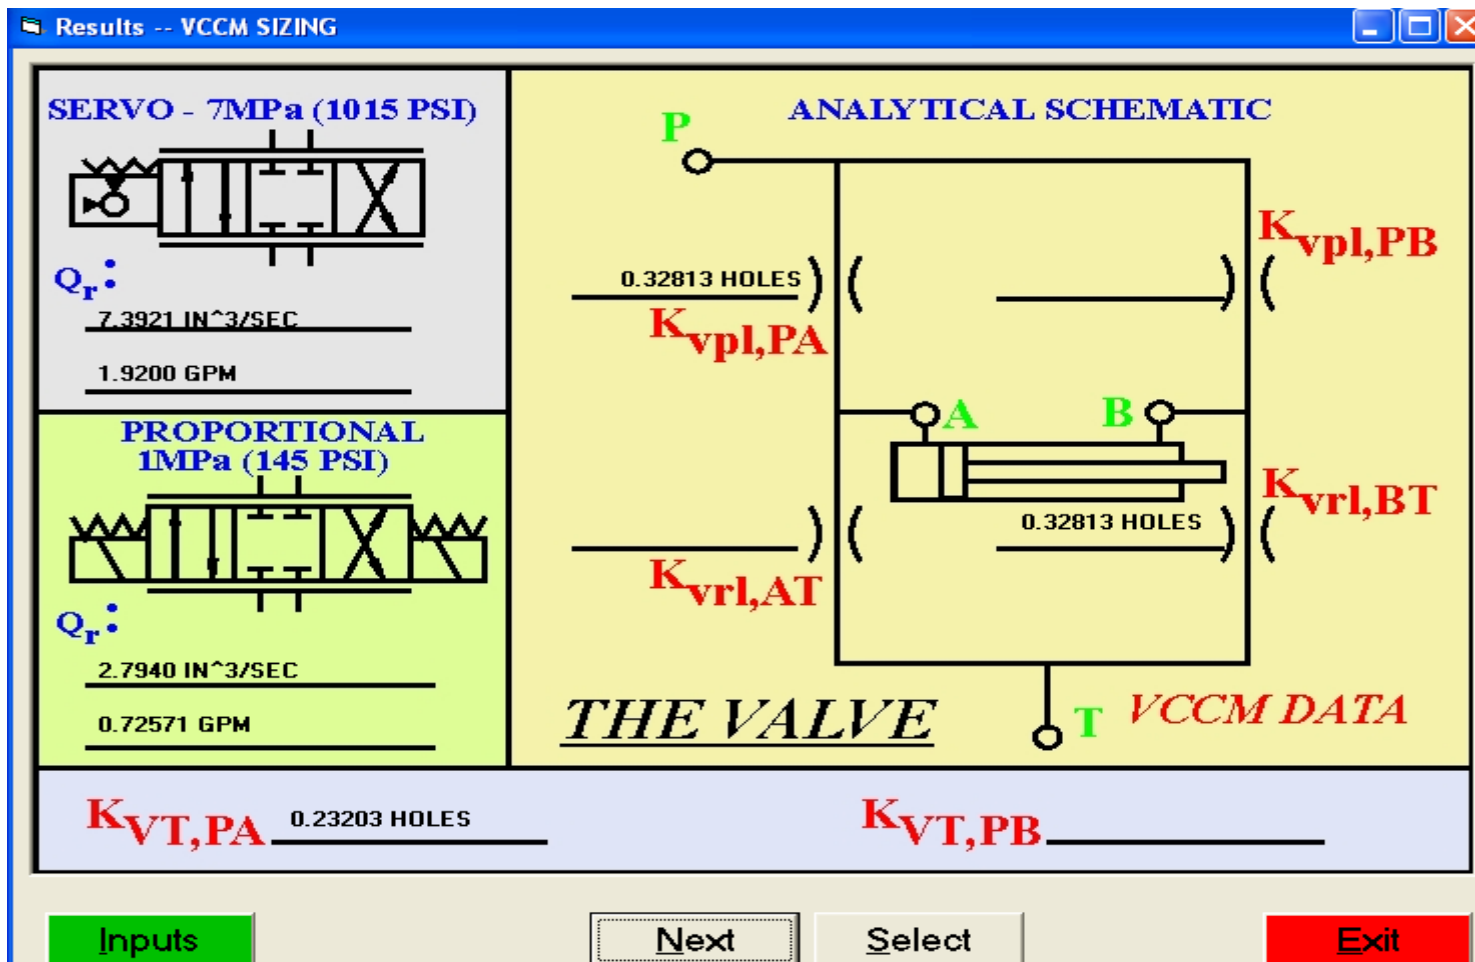 Results -- VCCM SIZING
SERVO - 7MPa (1015 PSI)
Qr:
7.3921 IN^3/SEC
1.9200 GPM
PROPORTIONAL
1MPa (145 PSI)
Qr:
2.7940 IN^3/SEC
0.72571 GPM
ANALYTICAL SCHEMATIC
P
Kvpl,PB
0.32813 HOLES
Kvpl,PA
A
B
Kvrl,BT
0.32813 HOLES
Kvrl,AT
THE VALVE
T
VCCM DATA
KVT,PA 0.23203 HOLES
KVT,PB
Inputs
Next
Select
Exit